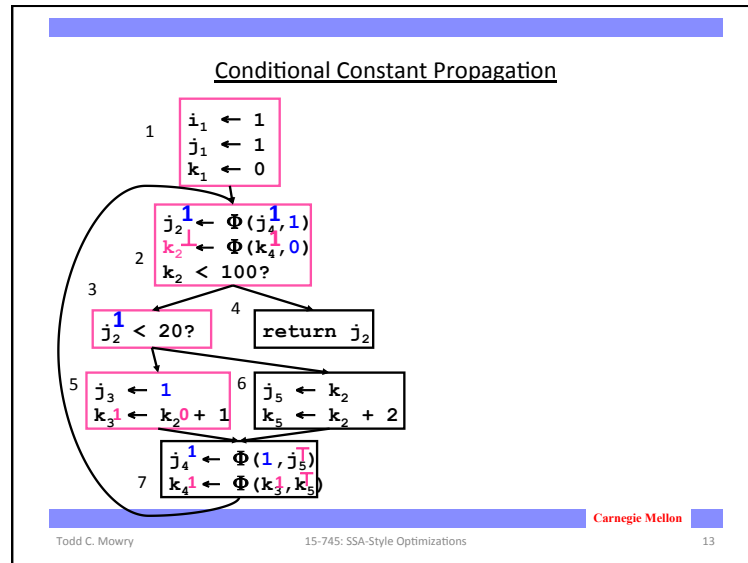 Conditional Constant Propagation
1
i₁ ← 1
j₁ ← 1
k₁ ← 0
2
j₂ 1 ← Φ(j₄ 1,1)
k₂ ⊥ ← Φ(k₄ 1,0)
k₂ < 100?
3
j₂ 1 < 20?
4
return j₂
5
j₃ ← 1
k₃ 1 ← k₂ 0 + 1
6
j₅ ← k₂
k₅ ← k₂ + 2
7
j₄ 1 ← Φ(1,j₅ ⊤)
k₄ 1 ← Φ(k₃ 1,k₅ ⊤)
Carnegie Mellon
Todd C. Mowry
15-745: SSA-Style Optimizations
13